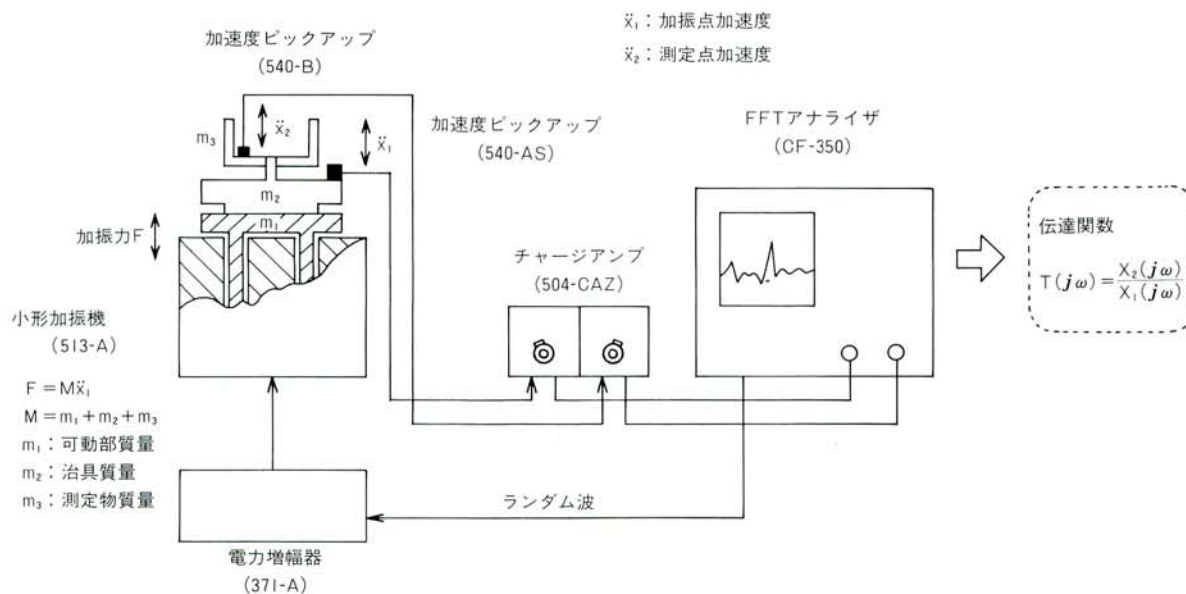 ẍ₁：加振点加速度
ẍ₂：測定点加速度
加速度ピックアップ
(540-B)
加速度ピックアップ
(540-AS)
FFTアナライザ
(CF-350)
m₃
ẍ₂
ẍ₁
m₂
m₁
加振力F
チャージアンプ
(504-CAZ)
伝達関数
T(jω)=X₂(jω)/X₁(jω)
小形加振機
(513-A)
F=Mẍ₁
M=m₁+m₂+m₃
m₁：可動部質量
m₂：治具質量
m₃：測定物質量
ランダム波
電力増幅器
(371-A)